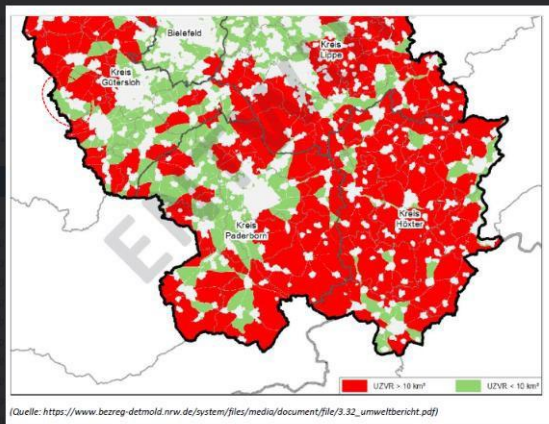 Bielefeld
Kreis
Lippe
Kreis
Gütersloh
Kreis
Paderborn
Kreis
Höxter
UZVR > 10 km²
UZVR < 10 km²
(Quelle: https://www.bezreg-detmold.nrw.de/system/files/media/document/file/3.32_umweltbericht.pdf)